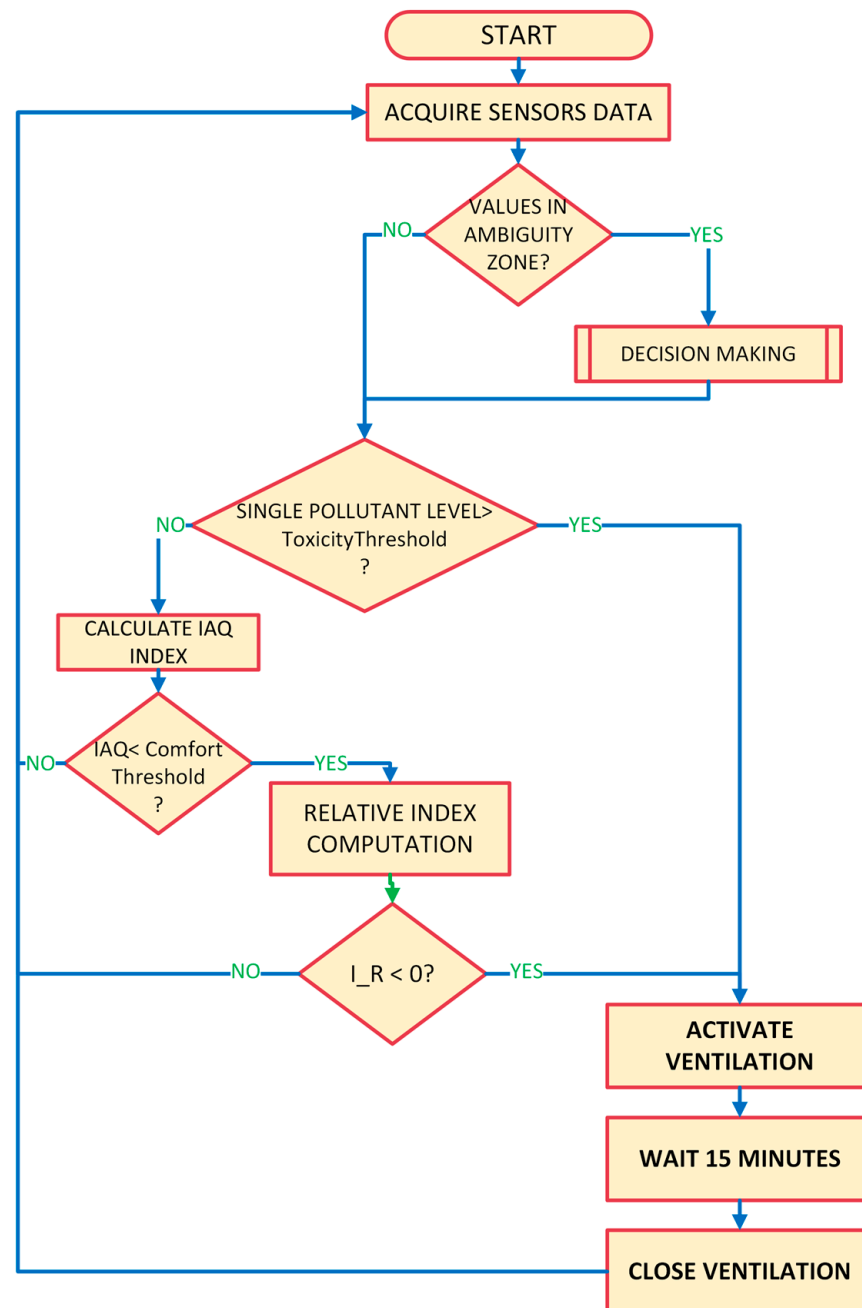 START
ACQUIRE SENSORS DATA
VALUES IN
AMBIGUITY
ZONE?
NO
YES
DECISION MAKING
SINGLE POLLUTANT LEVEL>
ToxicityThreshold
?
NO
YES
CALCULATE IAQ
INDEX
IAQ< Comfort
Threshold
?
NO
YES
RELATIVE INDEX
COMPUTATION
I_R < 0?
NO
YES
ACTIVATE
VENTILATION
WAIT 15 MINUTES
CLOSE VENTILATION